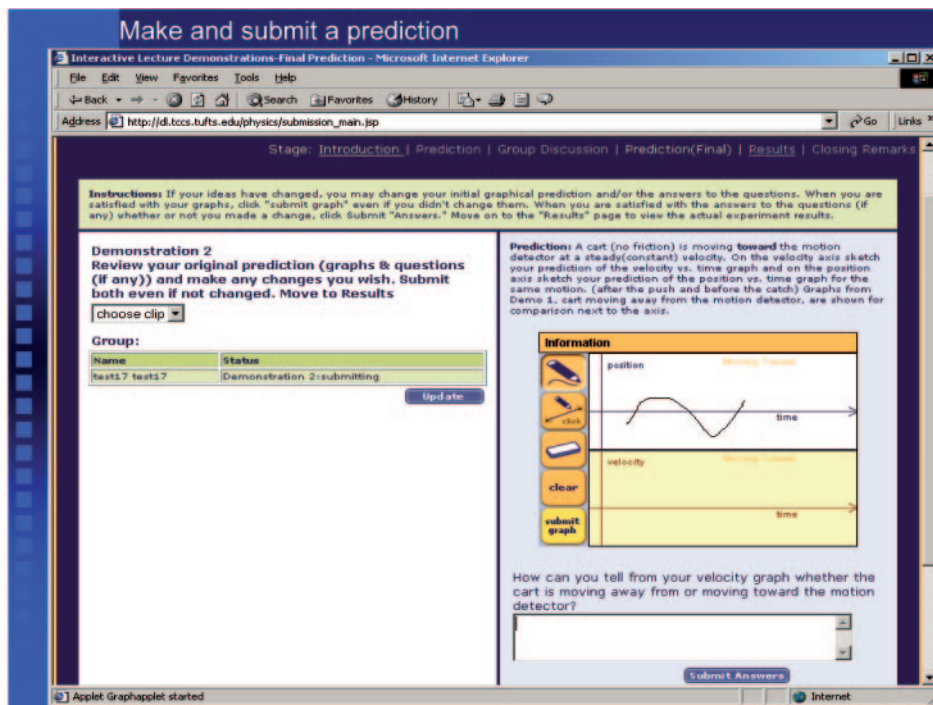 Make and submit a prediction
Interactive Lecture Demonstrations-Final Prediction - Microsoft Internet Explorer
File Edit View Favorites Tools Help
Back Search Favorites History
Address http://dl.tccs.tufts.edu/physics/submission_main.jsp Go Links
Stage: Introduction | Prediction | Group Discussion | Prediction(Final) | Results | Closing Remarks
Instructions: If your ideas have changed, you may change your initial graphical prediction and/or the answers to the questions. When you are
satisfied with your graphs, click "submit graph" even if you didn't change them. When you are satisfied with the answers to the questions (if
any) whether or not you made a change, click Submit "Answers." Move on to the "Results" page to view the actual experiment results.
Demonstration 2
Review your original prediction (graphs & questions
(if any)) and make any changes you wish. Submit
both even if not changed. Move to Results
choose clip
Group:
Name Status
test17 test17 Demonstration 2:submitting
Update
Prediction: A cart (no friction) is moving toward the motion
detector at a steady(constant) velocity. On the velocity axis sketch
your prediction of the velocity vs. time graph and on the position
axis sketch your prediction of the position vs. time graph for the
same motion. (after the push and before the catch) Graphs from
Demo 1, cart moving away from the motion detector, are shown for
comparison next to the axis.
Information
position Moving Toward
click
time
velocity Moving Toward
clear
submit
graph
time
How can you tell from your velocity graph whether the
cart is moving away from or moving toward the motion
detector?
Submit Answers
Applet Graphapplet started Internet